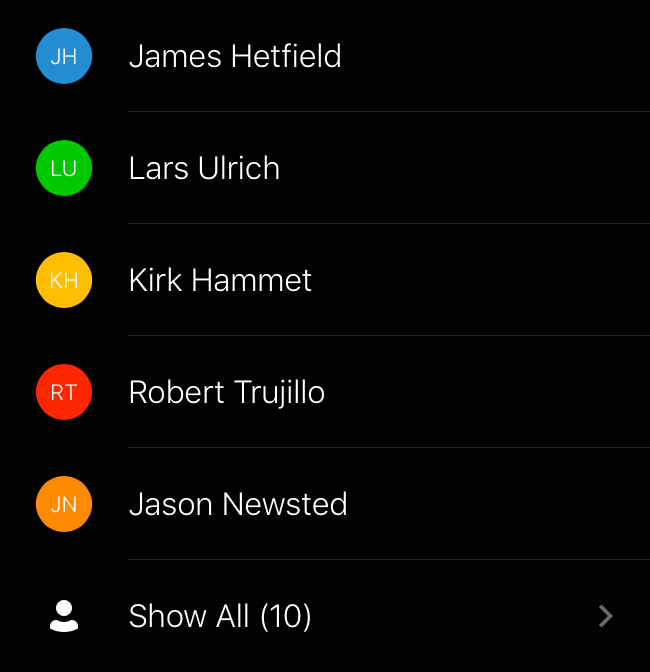 JH James Hetfield
LU Lars Ulrich
KH Kirk Hammet
RT Robert Trujillo
JN Jason Newsted
Show All (10)